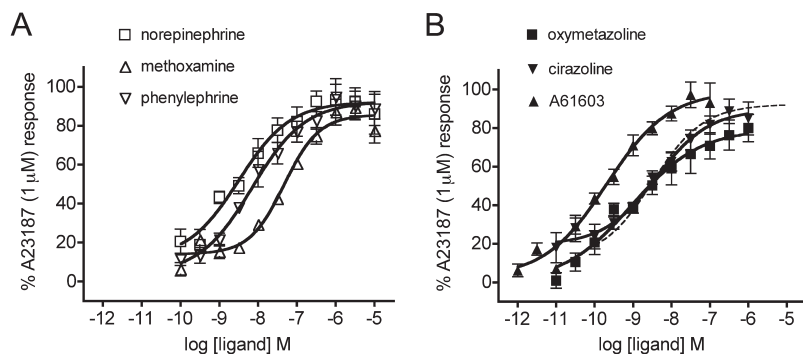 A
norepinephrine
methoxamine
phenylephrine
% A23187 (1 μM) response
100
80
60
40
20
0
-12 -11 -10 -9 -8 -7 -6 -5
log [ligand] M
B
oxymetazoline
cirazoline
A61603
% A23187 (1 μM) response
100
80
60
40
20
0
-12 -11 -10 -9 -8 -7 -6 -5
log [ligand] M